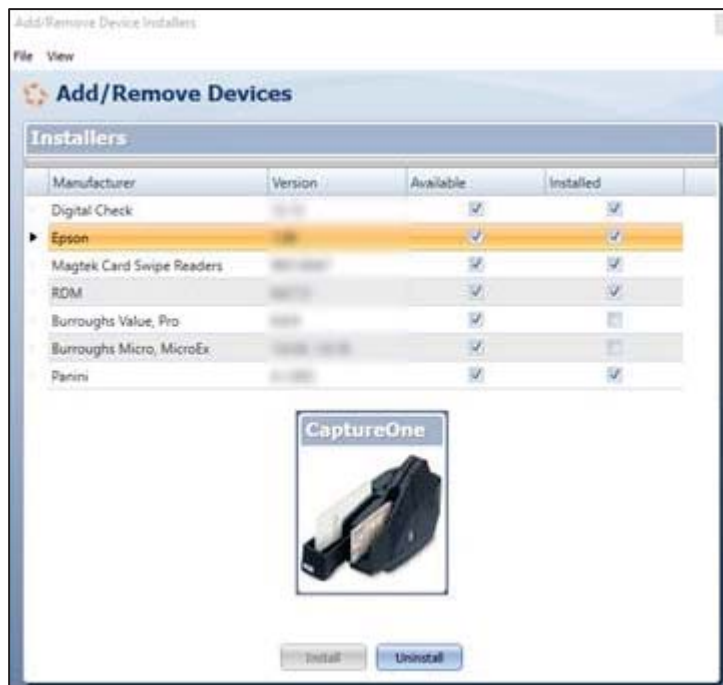 Add/Remove Device Installers
File View
Add/Remove Devices
Installers
Manufacturer Version Available Installed
Digital Check
Epson
Magtek Card Swipe Readers
RDM
Burroughs Value, Pro
Burroughs Micro, MicroEx
Panini
CaptureOne
Install Uninstall